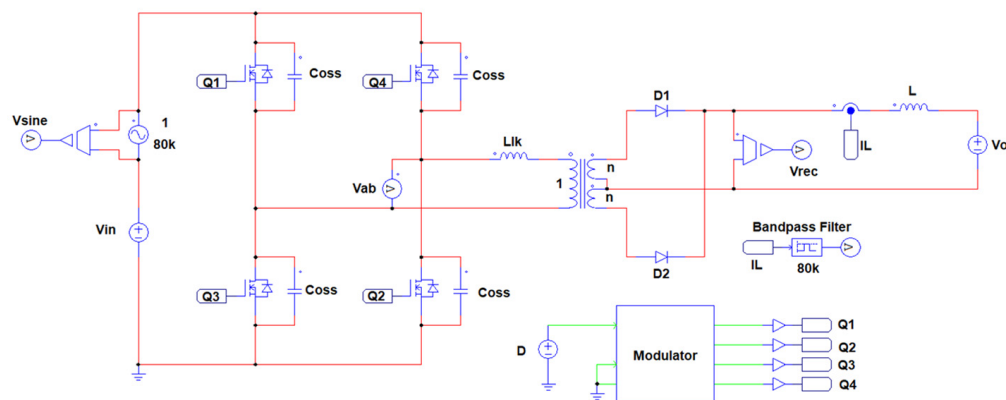 Q1
Coss
Q4
Coss
Vsine
V
1
80k
Vin
Vab
V
Llk
1
n
n
D1
D2
IL
L
Vo
V
Vrec
Bandpass Filter
IL
80k
V
Q3
Coss
Q2
Coss
D
Modulator
Q1
Q2
Q3
Q4